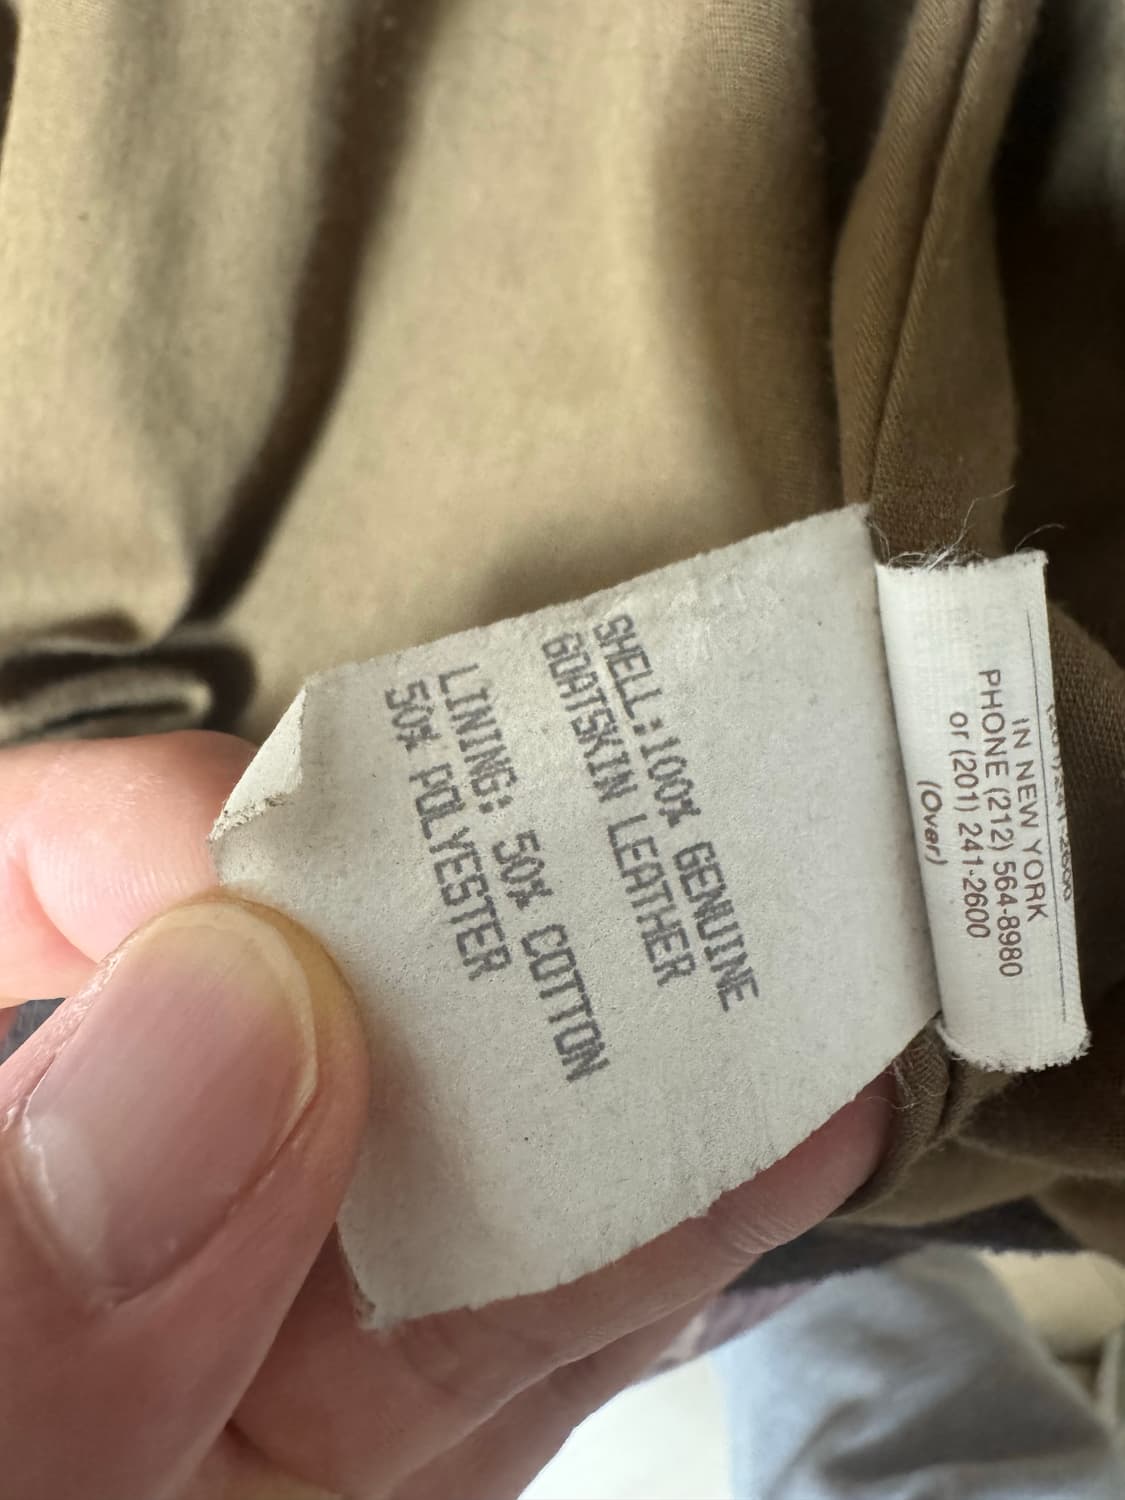 SHELL:100% GENUINE
GOATSKIN LEATHER
LINING: 50% COTTON
50% POLYESTER
IN NEW YORK
PHONE (212) 564-8980
or (201) 241-2600
(Over)